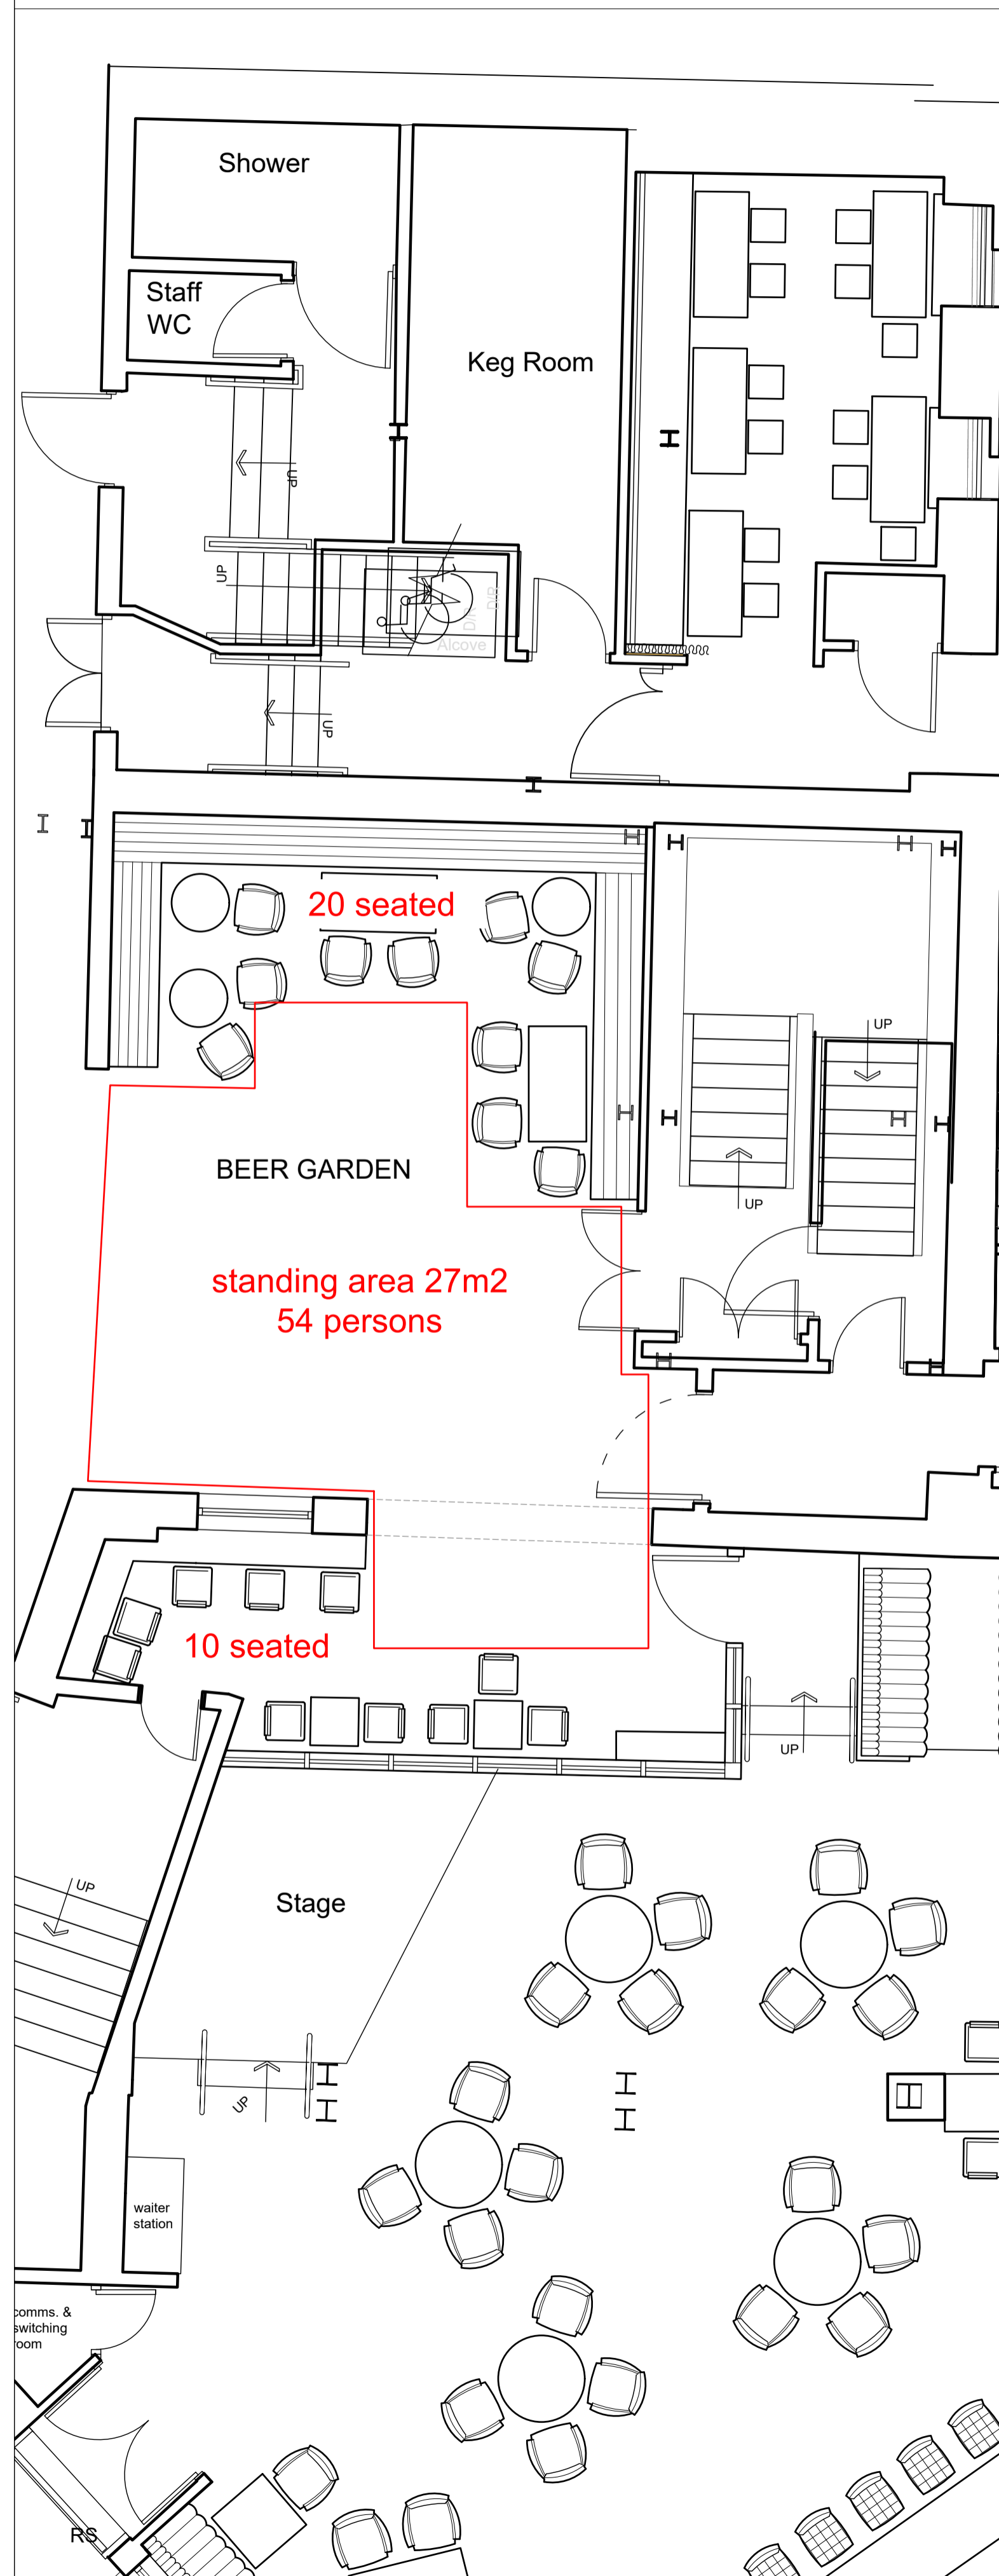 Shower
Staff
WC
Keg Room
UP
UP
D/R
D/R
Alcove
UP
20 seated
UP
UP
BEER GARDEN
standing area 27m2
54 persons
10 seated
UP
UP
Stage
UP
waiter
station
comms. &
switching
room
RS